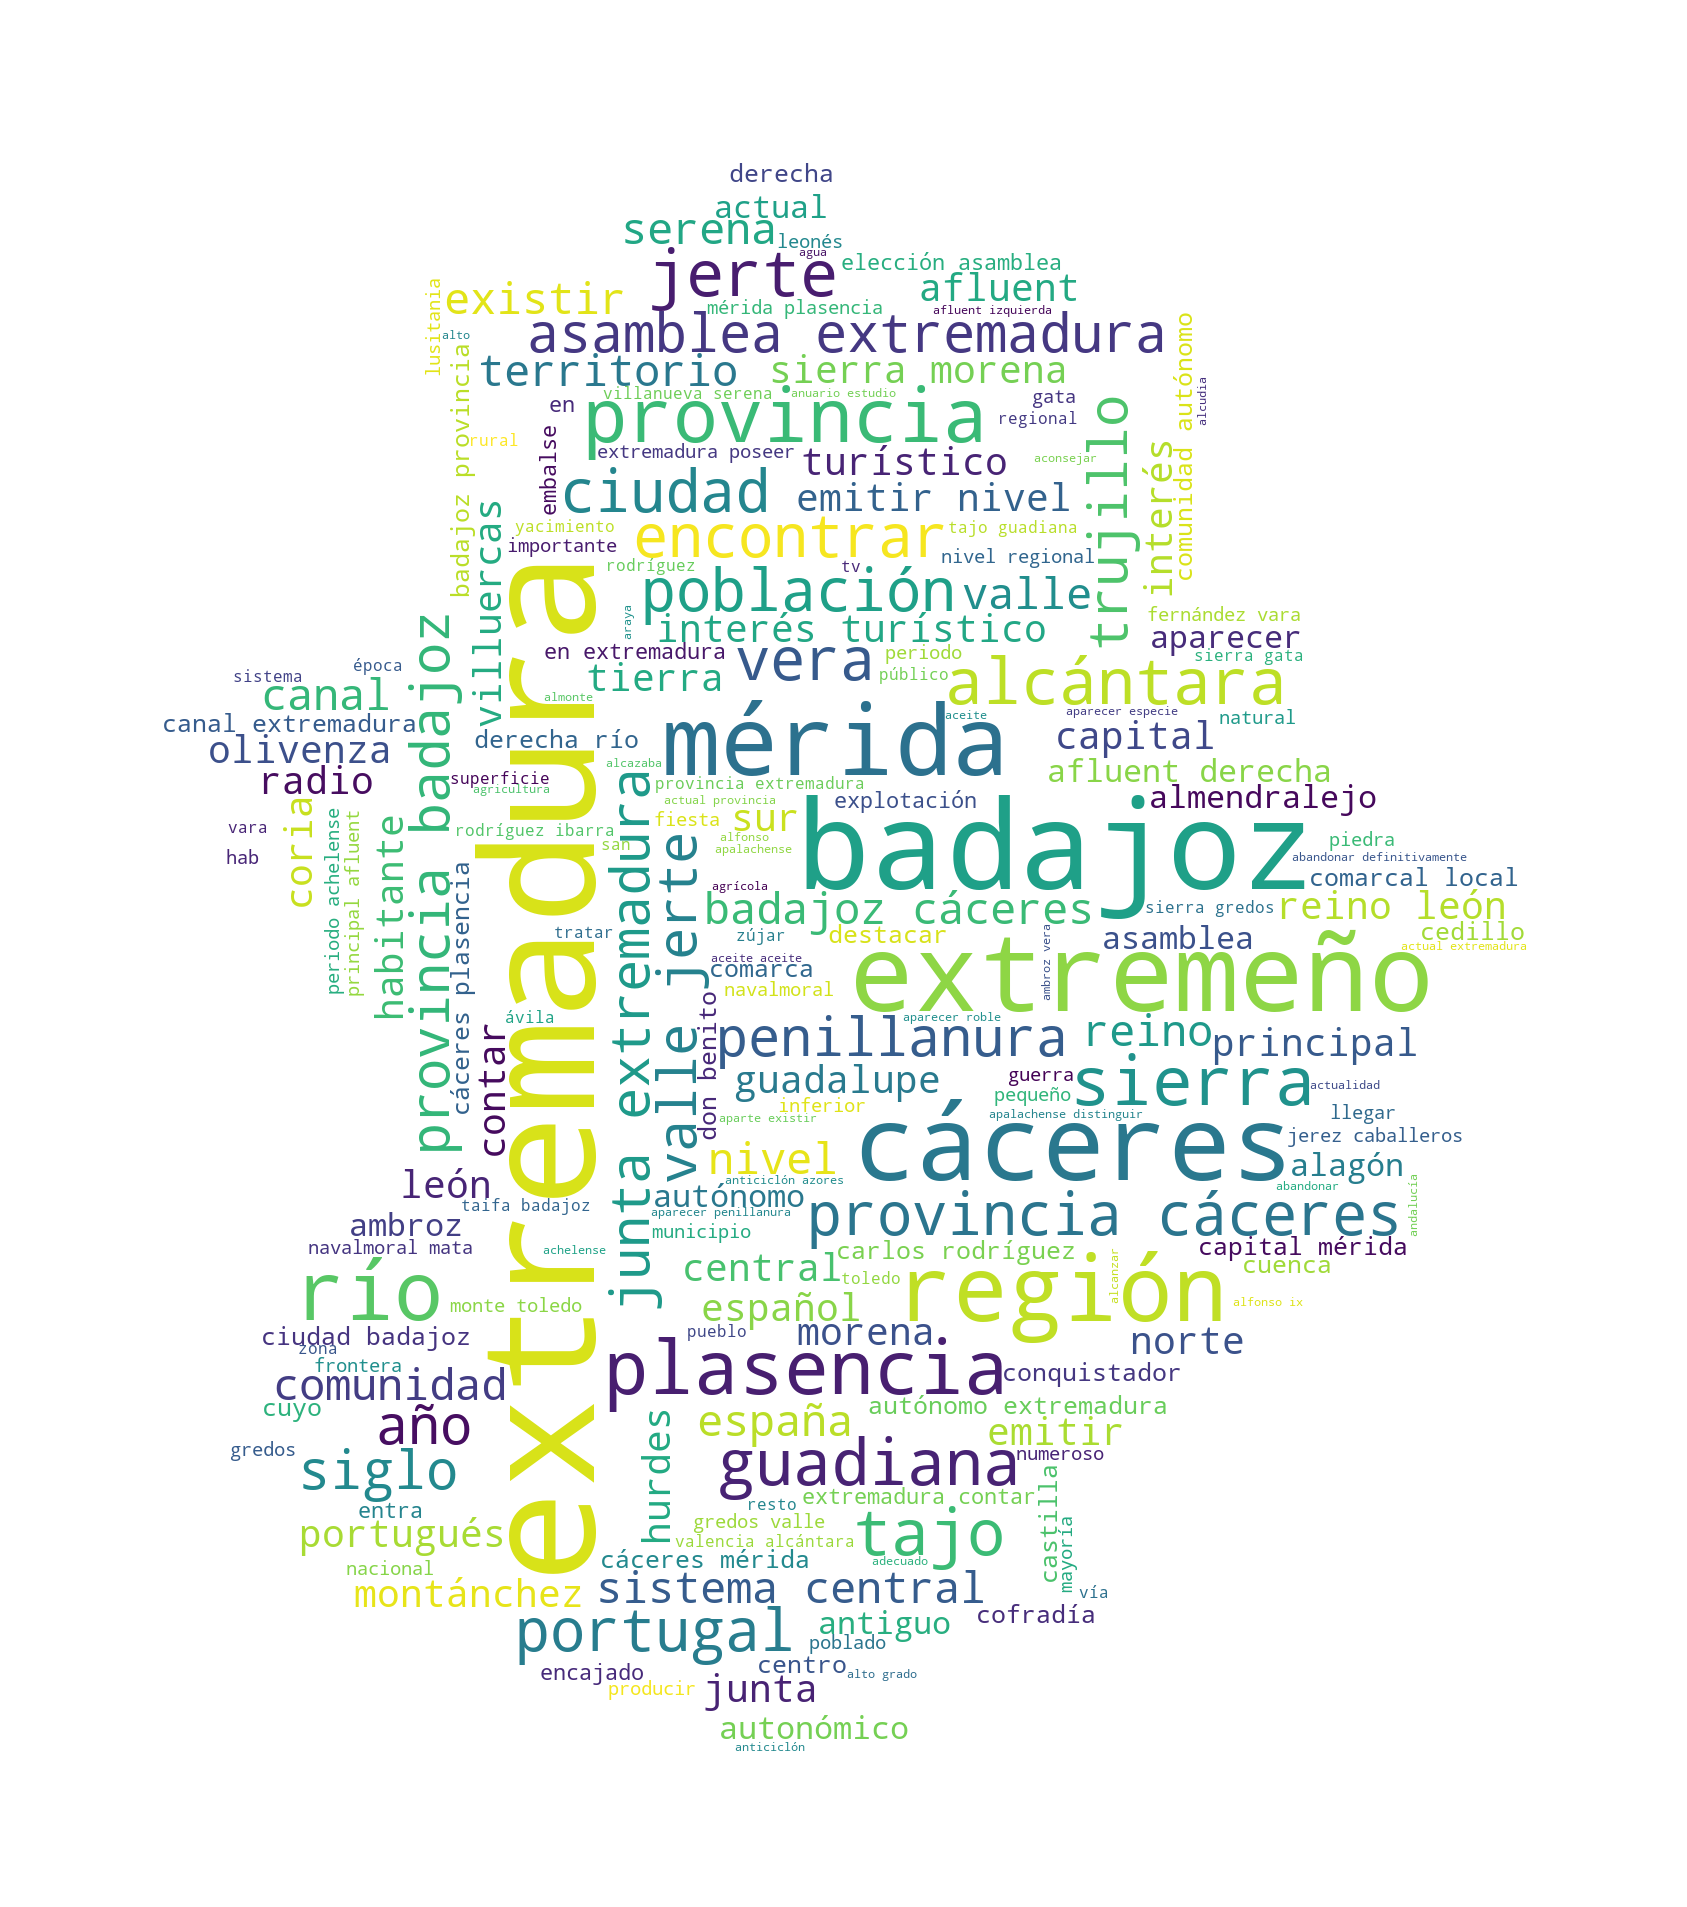 derecha
actual
serena
leonés
agua
jerte
elección asamblea
afluent
existir
lusitania
mérida plasencia
afluent izquierda
alto
asamblea extremadura
comunidad autónomo
territorio
sierra morena
badajoz provincia
villanueva serena
anuario estudio
alcudia
en
provincia
gata
regional
trujillo
rural
embalse
extremadura poseer
turístico
aconsejar
interés
ciudad
emitir nivel
villuercas
yacimiento
importante
encontrar
tajo guadiana
nivel regional
rodríguez
tv
extremadura
población
valle
araya
interés turístico
fernández vara
aparecer
provincia badajoz
en extremadura
vera
periodo
público
sierra gata
época
sistema
canal
tierra
almonte
alcántara
canal extremadura
mérida
aceite
aparecer especie
natural
olivenza
derecha río
capital
radio
superficie
agricultura
alcazaba
junta extremadura
provincia extremadura
afluent derecha
coria
actual provincia
explotación
almendralejo
vara
hab
periodo achelense
principal afluent
habitante
rodríguez ibarra
san
fiesta
sur
alfonso
apalachense
badajoz
piedra
abandonar definitivamente
comarcal local
cáceres plasencia
valle jerte
agrícola
badajoz cáceres
sierra gredos
reino león
tratar
zújar
destacar
asamblea
cedillo
actual extremadura
aceite aceite
comarca
ambroz vera
extremeño
navalmoral
don benito
ávila
contar
aparecer roble
penillanura
reino
principal
guadalupe
guerra
sierra
actualidad
pequeño
inferior
aparte existir
apalachense distinguir
llegar
cáceres
jerez caballeros
nivel
alagón
león
anticiclón azores
abandonar
andalucía
taifa badajoz
autónomo
aparecer penillanura
provincia cáceres
ambroz
municipio
navalmoral mata
achelense
carlos rodríguez
capital mérida
central
toledo
cuenca
río
región
alcanzar
monte toledo
español
alfonso ix
ciudad badajoz
zona
pueblo
morena
norte
frontera
comunidad
plasencia
conquistador
cuyo
año
hurdes
españa
autónomo extremadura
emitir
gredos
siglo
guadiana
numeroso
castilla
entra
resto
extremadura contar
mayoría
portugués
gredos valle
valencia alcántara
tajo
nacional
cáceres mérida
adecuado
montánchez
sistema central
vía
cofradía
portugal
antiguo
poblado
encajado
centro
alto grado
producir
junta
autonómico
anticiclón